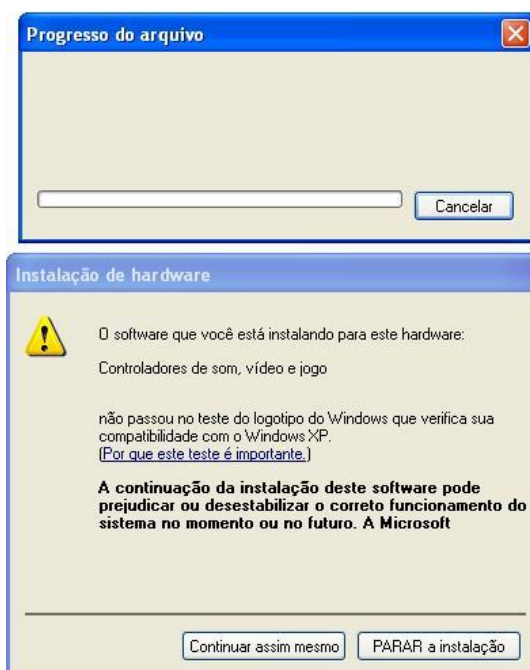 Progresso do arquivo
Cancelar
Instalação de hardware
O software que você está instalando para este hardware:
Controladores de som, vídeo e jogo
não passou no teste do logotipo do Windows que verifica sua
compatibilidade com o Windows XP.
(Por que este teste é importante.)
A continuação da instalação deste software pode
prejudicar ou desestabilizar o correto funcionamento do
sistema no momento ou no futuro. A Microsoft
Continuar assim mesmo
PARAR a instalação